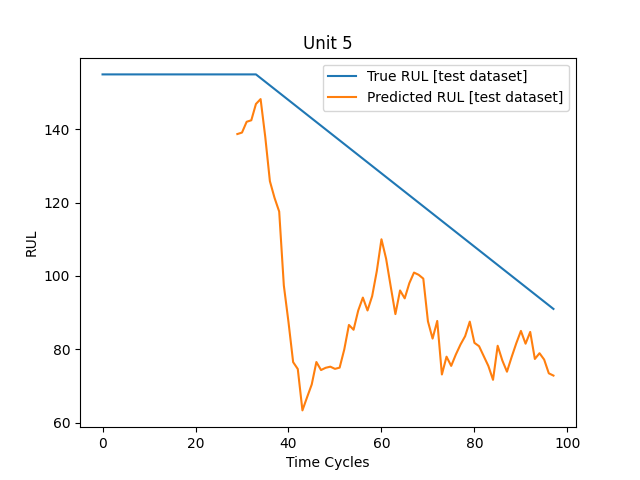 Unit 5
True RUL [test dataset]
Predicted RUL [test dataset]
140
120
100
80
60
RUL
0 20 40 60 80 100
Time Cycles